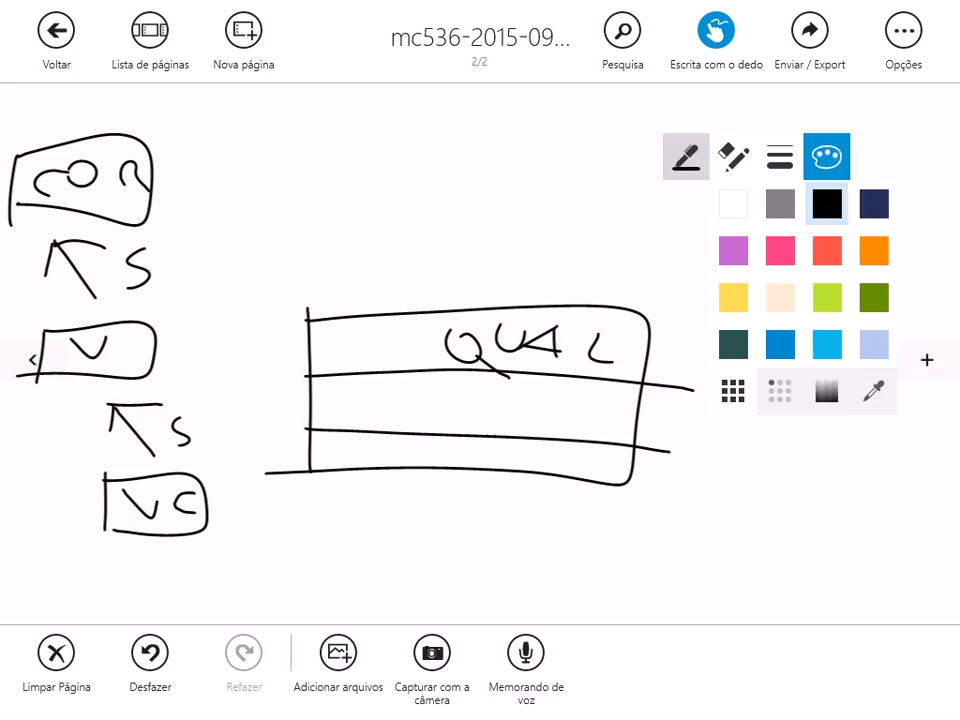 Voltar
Lista de páginas
Nova página
mc536-2015-09...
2/2
Pesquisa
Escrita com o dedo
Enviar / Export
Opções
COR
S
V
S
VC
QUAL
Limpar Página
Desfazer
Refazer
Adicionar arquivos
Capturar com a
câmera
Memorando de
voz